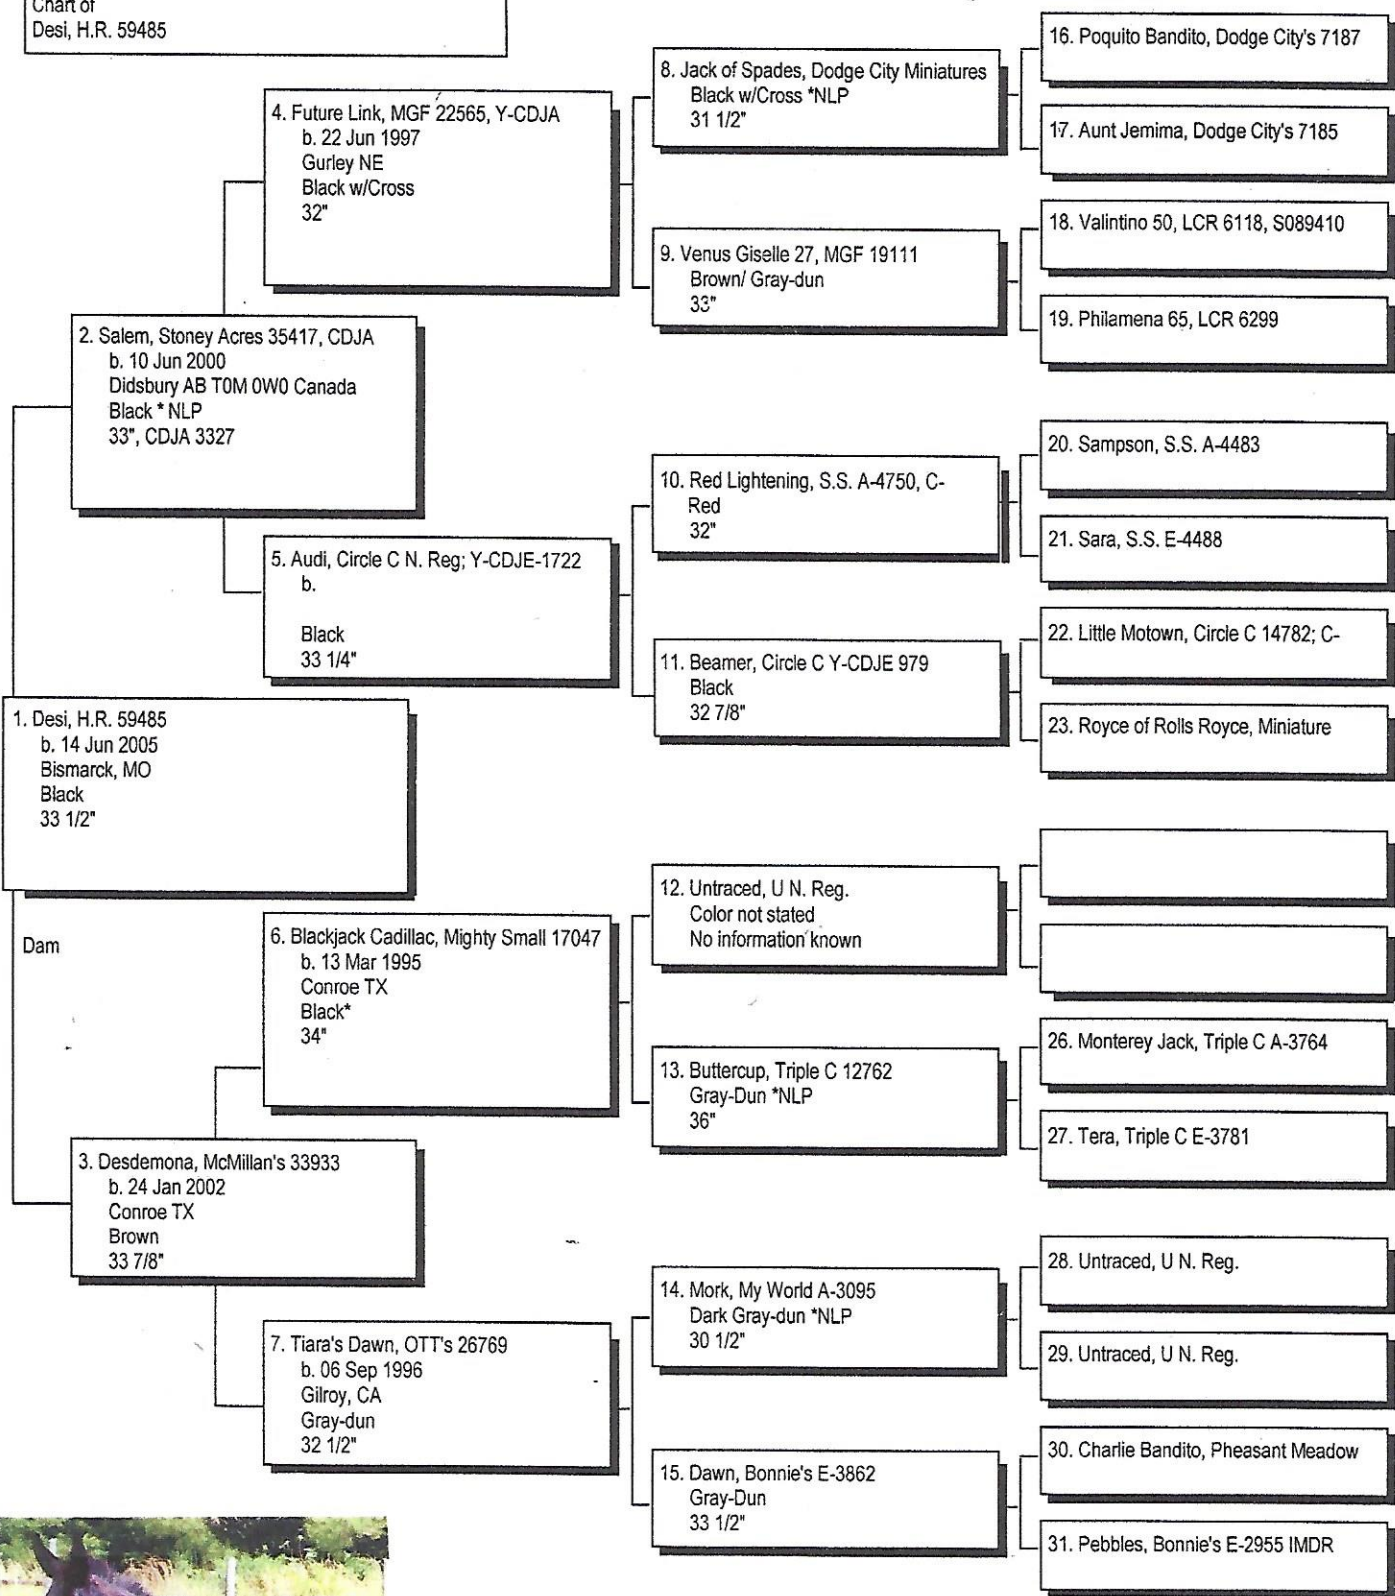 Chart of
Desi, H.R. 59485
1. Desi, H.R. 59485
b. 14 Jun 2005
Bismarck, MO
Black
33 1/2"
Dam
2. Salem, Stoney Acres 35417, CDJA
b. 10 Jun 2000
Didsbury AB T0M 0W0 Canada
Black * NLP
33", CDJA 3327
3. Desdemona, McMillan's 33933
b. 24 Jan 2002
Conroe TX
Brown
33 7/8"
4. Future Link, MGF 22565, Y-CDJA
b. 22 Jun 1997
Gurley NE
Black w/Cross
32"
5. Audi, Circle C N. Reg; Y-CDJE-1722
b.
Black
33 1/4"
6. Blackjack Cadillac, Mighty Small 17047
b. 13 Mar 1995
Conroe TX
Black*
34"
7. Tiara's Dawn, OTT's 26769
b. 06 Sep 1996
Gilroy, CA
Gray-dun
32 1/2"
8. Jack of Spades, Dodge City Miniatures
Black w/Cross *NLP
31 1/2"
9. Venus Giselle 27, MGF 19111
Brown/ Gray-dun
33"
10. Red Lightening, S.S. A-4750, C-
Red
32"
11. Beamer, Circle C Y-CDJE 979
Black
32 7/8"
12. Untraced, U N. Reg.
Color not stated
No information known
13. Buttercup, Triple C 12762
Gray-Dun *NLP
36"
14. Mork, My World A-3095
Dark Gray-dun *NLP
30 1/2"
15. Dawn, Bonnie's E-3862
Gray-Dun
33 1/2"
16. Poquito Bandito, Dodge City's 7187
17. Aunt Jemima, Dodge City's 7185
18. Valintino 50, LCR 6118, S089410
19. Philamena 65, LCR 6299
20. Sampson, S.S. A-4483
21. Sara, S.S. E-4488
22. Little Motown, Circle C 14782; C-
23. Royce of Rolls Royce, Miniature
26. Monterey Jack, Triple C A-3764
27. Tera, Triple C E-3781
28. Untraced, U N. Reg.
29. Untraced, U N. Reg.
30. Charlie Bandito, Pheasant Meadow
31. Pebbles, Bonnie's E-2955 IMDR